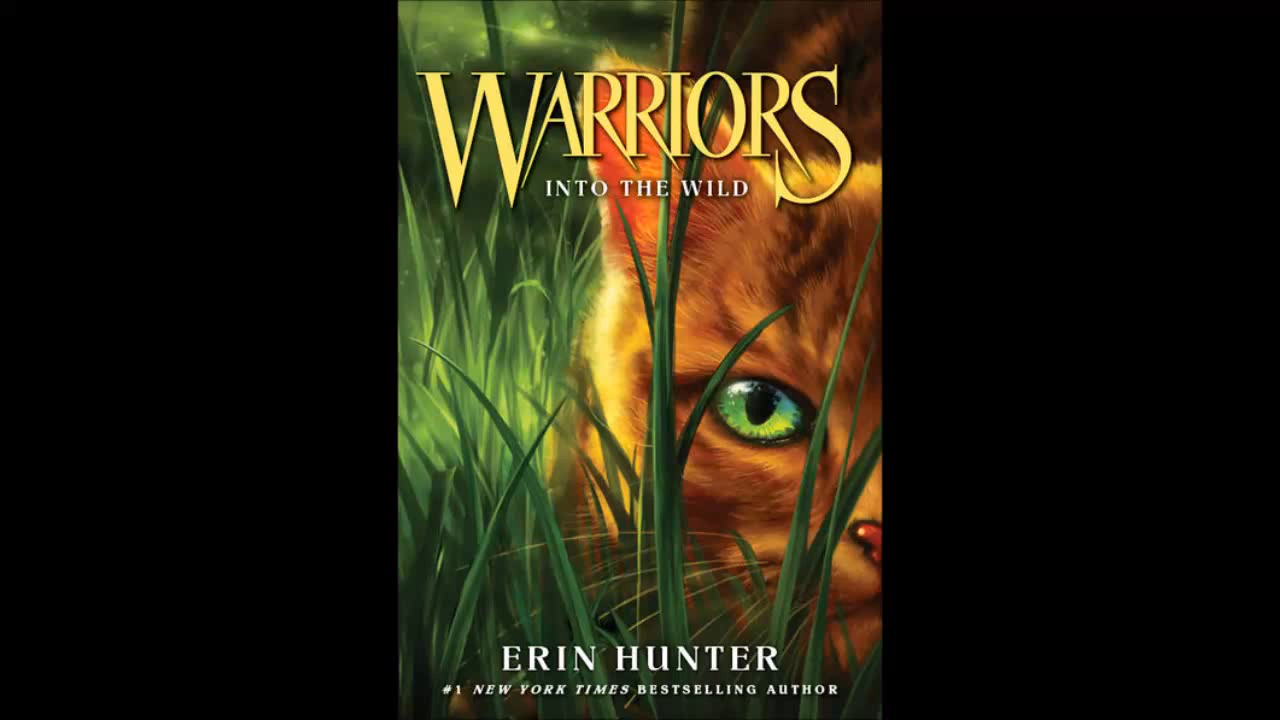 WARRIORS
INTO THE WILD
ERIN HUNTER
#1 NEW YORK TIMES BESTSELLING AUTHOR